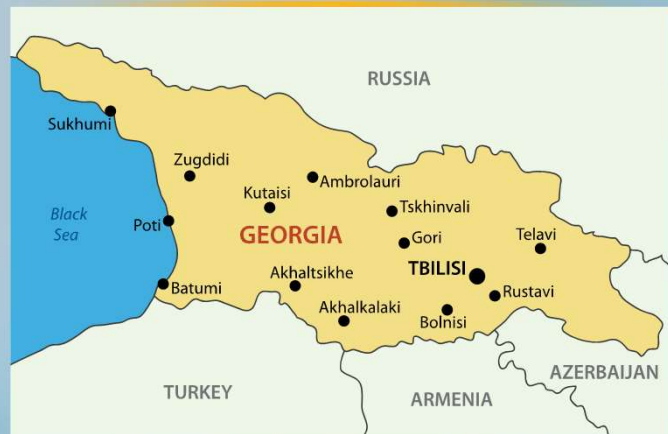 RUSSIA
Sukhumi
Zugdidi
Ambrolauri
Kutaisi
Tskhinvali
Black
Sea
Poti
GEORGIA
Gori
Telavi
TBILISI
Batumi
Akhaltsikhe
Rustavi
Akhalkalaki
Bolnisi
AZERBAIJAN
TURKEY
ARMENIA